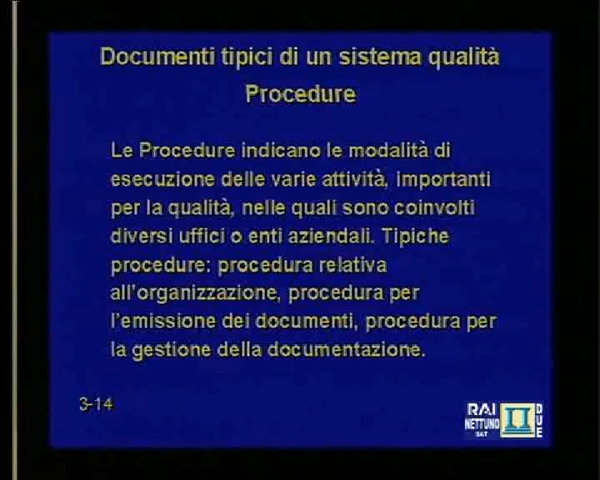 Documenti tipici di un sistema qualità
Procedure
Le Procedure indicano le modalità di
esecuzione delle varie attività, importanti
per la qualità, nelle quali sono coinvolti
diversi uffici o enti aziendali. Tipiche
procedure: procedura relativa
all'organizzazione, procedura per
l'emissione dei documenti, procedura per
la gestione della documentazione.
3-14
RAI
NETTUNO
SAT
DUE